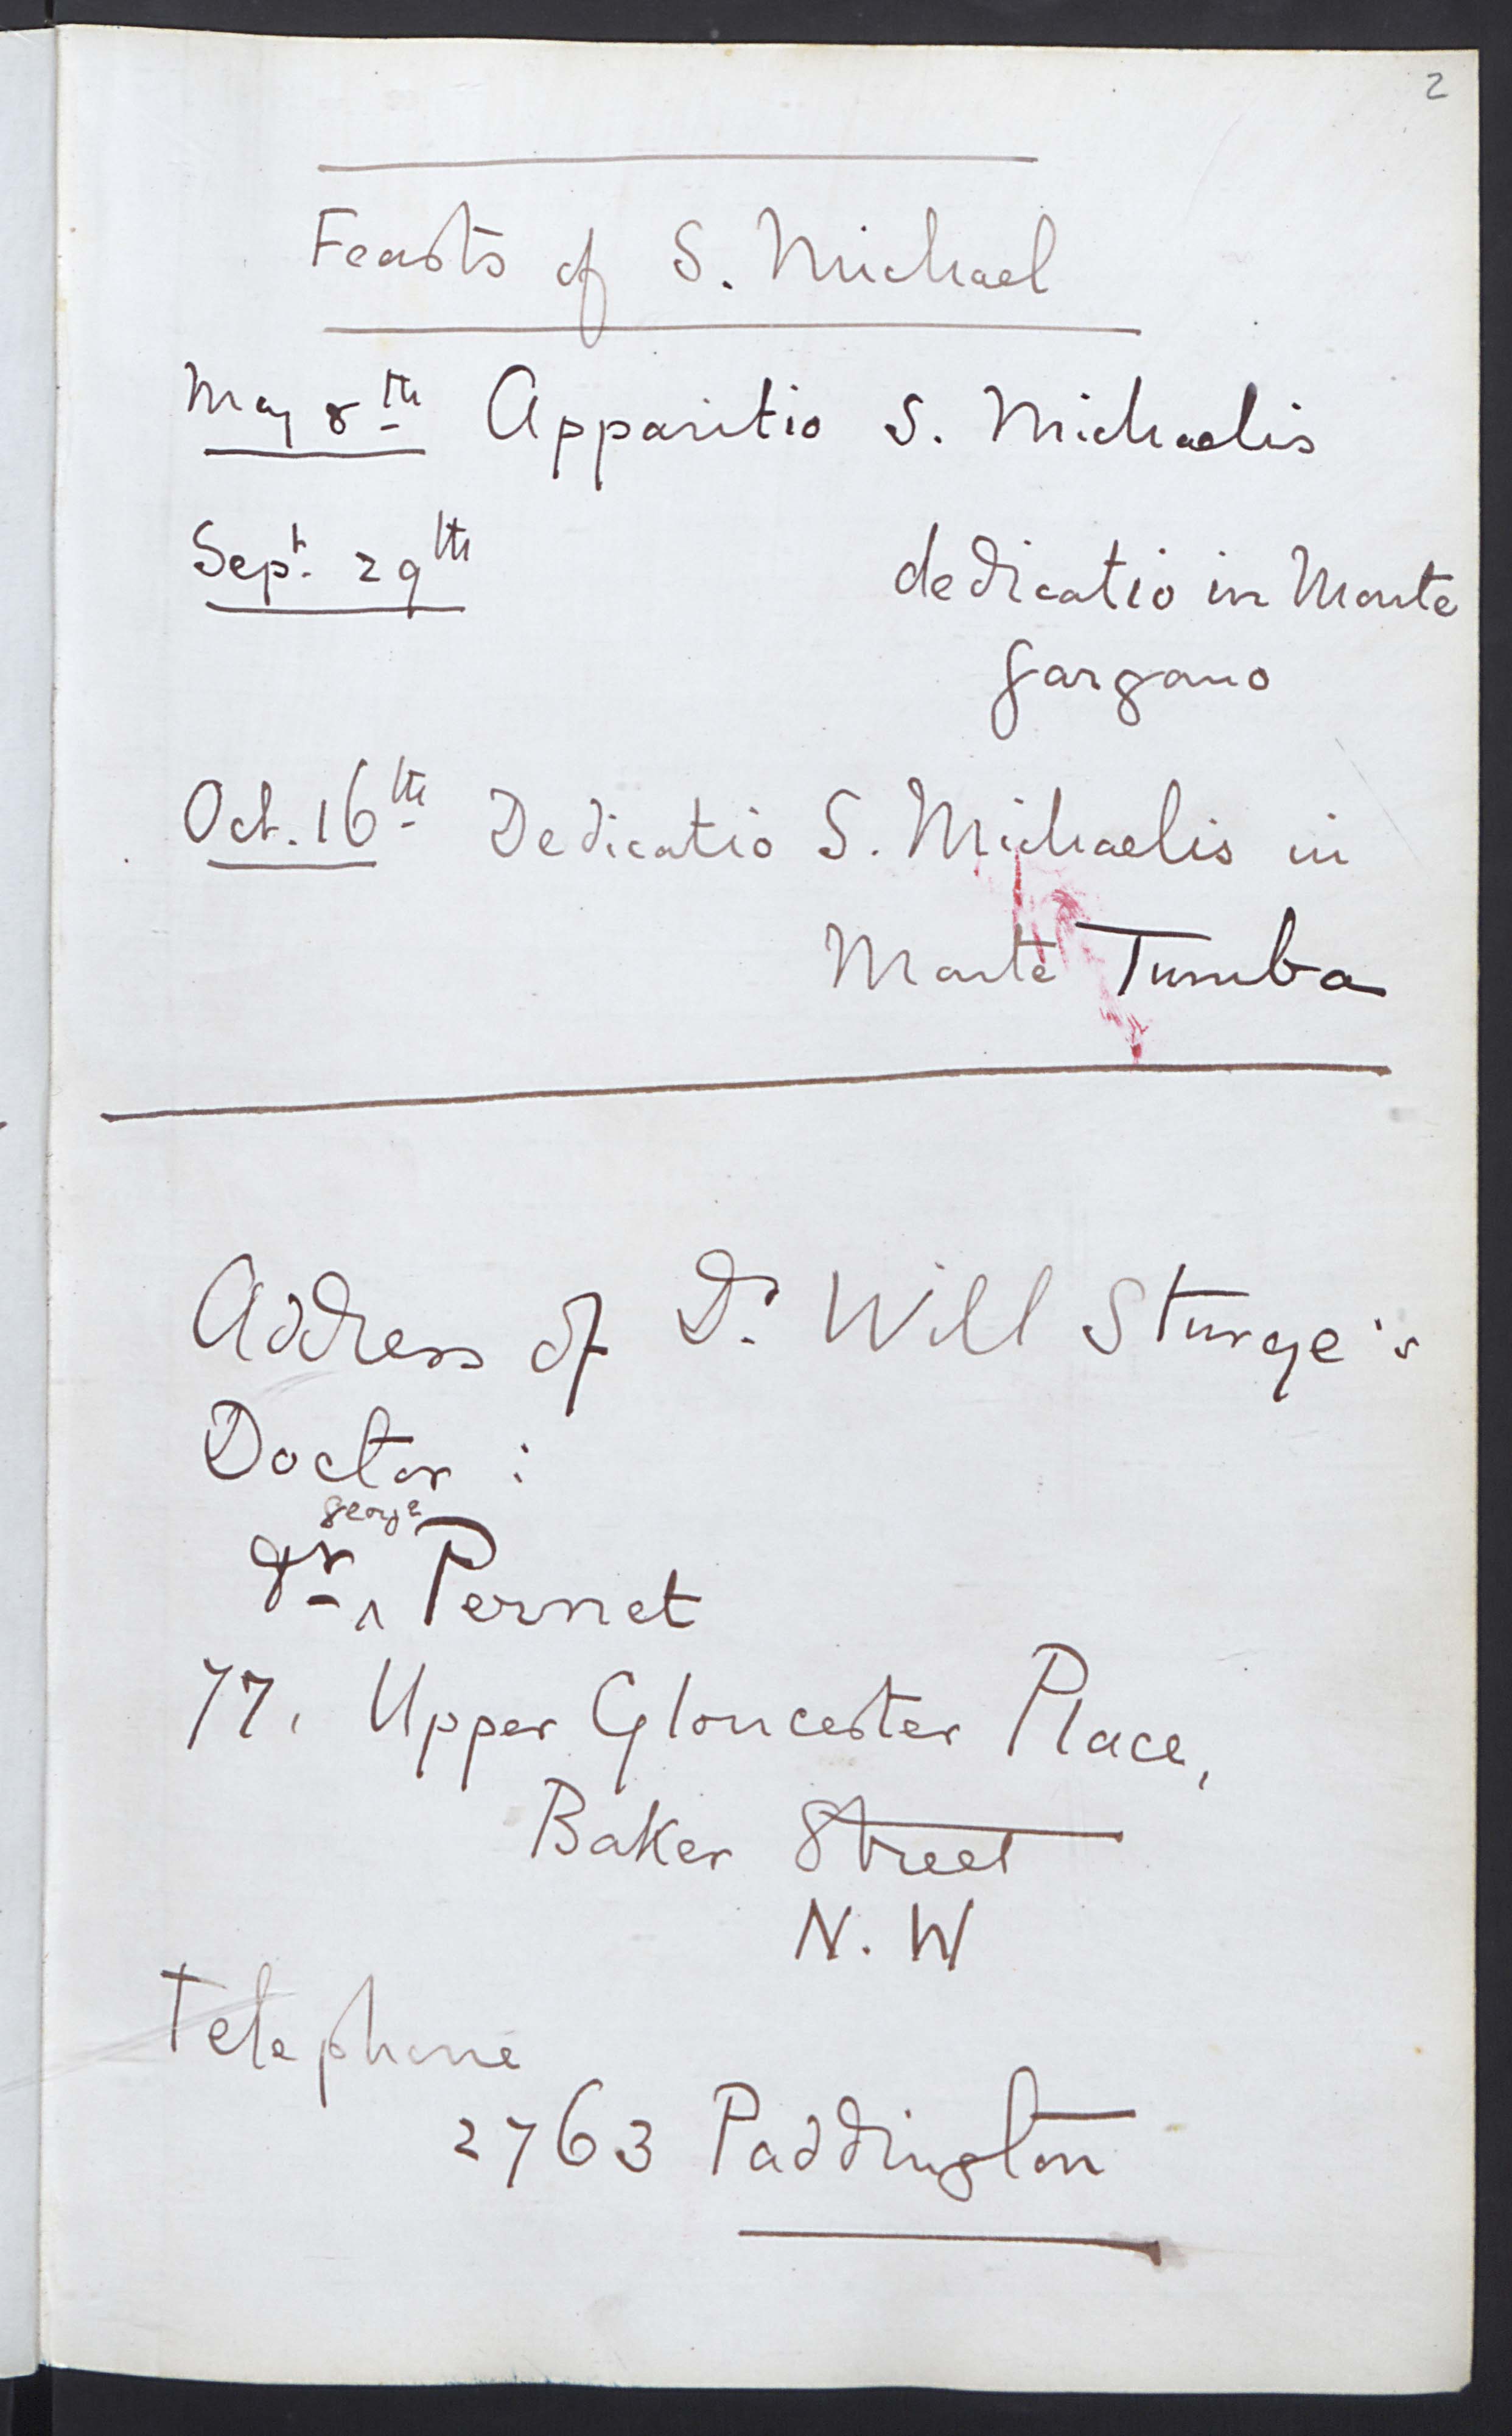 2
Feasts of S. Michael
May 8th Apparitio S. Michaelis
Sept. 29th dedicatio in Monte
Gargano
Oct. 16th Dedicatio S. Michaelis in
Monte Tumba
Address of Dr. Will Sturge's
Doctor :
george
Dr ^ Pernet
77, Upper Gloucester Place,
Baker Street
N. W
Telephone
2763 Paddington